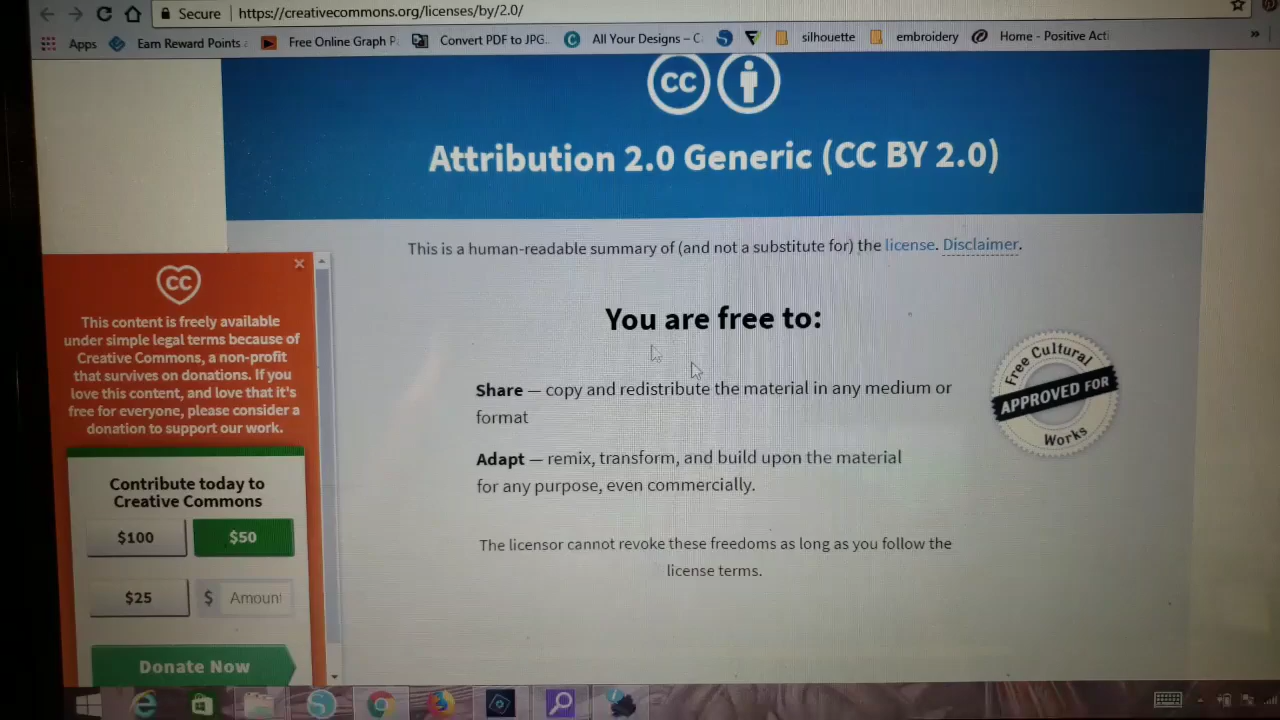 Secure https://creativecommons.org/licenses/by/2.0/
Apps Earn Reward Points Free Online Graph P Convert PDF to JPG All Your Designs – C silhouette embroidery Home - Positive Acti »
cc
Attribution 2.0 Generic (CC BY 2.0)
This is a human-readable summary of (and not a substitute for) the license. Disclaimer.
You are free to:
Share — copy and redistribute the material in any medium or
format
Adapt — remix, transform, and build upon the material
for any purpose, even commercially.
The licensor cannot revoke these freedoms as long as you follow the
license terms.
Free Cultural
APPROVED FOR
Works
×
cc
This content is freely available
under simple legal terms because of
Creative Commons, a non-profit
that survives on donations. If you
love this content, and love that it's
free for everyone, please consider a
donation to support our work.
Contribute today to
Creative Commons
$100 $50
$25 $ Amount
Donate Now